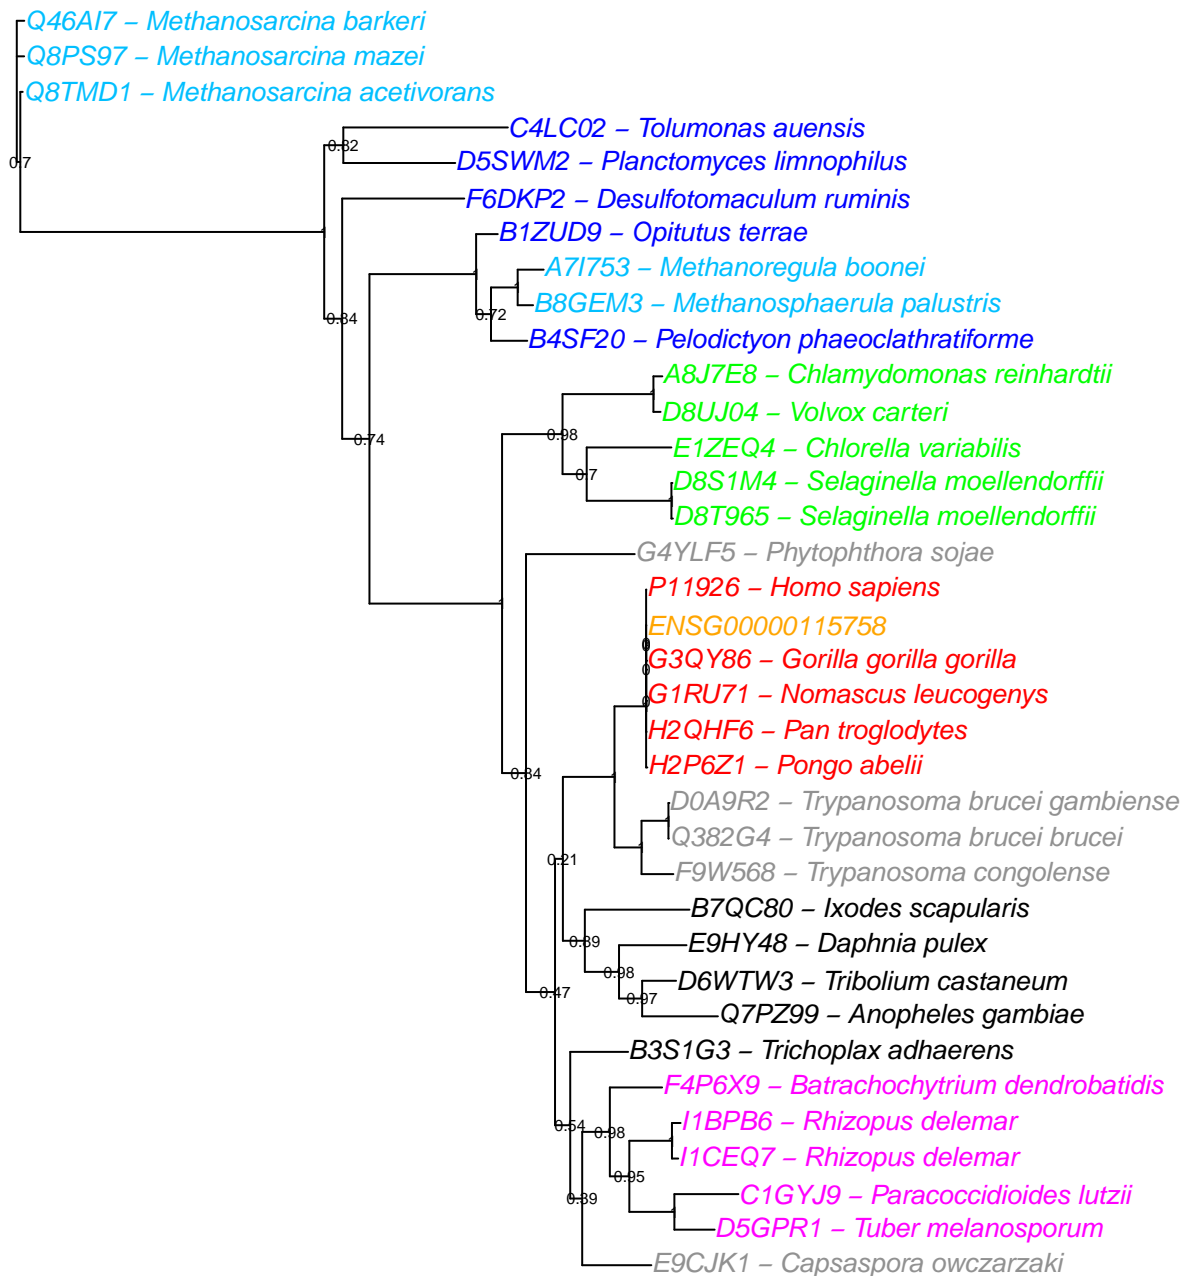 Q46AI7 – Methanosarcina barkeri
Q8PS97 – Methanosarcina mazei
Q8TMD1 – Methanosarcina acetivorans
C4LC02 – Tolumonas auensis
0.82
0.7
D5SWM2 – Planctomyces limnophilus
F6DKP2 – Desulfotomaculum ruminis
B1ZUD9 – Opitutus terrae
A7I753 – Methanoregula boonei
B8GEM3 – Methanosphaerula palustris
0.72
0.84
B4SF20 – Pelodictyon phaeoclathratiforme
A8J7E8 – Chlamydomonas reinhardtii
D8UJ04 – Volvox carteri
0.98
0.74
E1ZEQ4 – Chlorella variabilis
0.7
D8S1M4 – Selaginella moellendorffii
D8T965 – Selaginella moellendorffii
G4YLF5 – Phytophthora sojae
P11926 – Homo sapiens
ENSG00000115758
0
G3QY86 – Gorilla gorilla gorilla
0
G1RU71 – Nomascus leucogenys
0
H2QHF6 – Pan troglodytes
H2P6Z1 – Pongo abelii
0.84
D0A9R2 – Trypanosoma brucei gambiense
Q382G4 – Trypanosoma brucei brucei
0.21
F9W568 – Trypanosoma congolense
B7QC80 – Ixodes scapularis
0.89
E9HY48 – Daphnia pulex
0.98
D6WTW3 – Tribolium castaneum
0.47
0.97
Q7PZ99 – Anopheles gambiae
B3S1G3 – Trichoplax adhaerens
F4P6X9 – Batrachochytrium dendrobatidis
I1BPB6 – Rhizopus delemar
0.54
0.98
I1CEQ7 – Rhizopus delemar
0.95
C1GYJ9 – Paracoccidioides lutzii
0.39
D5GPR1 – Tuber melanosporum
E9CJK1 – Capsaspora owczarzaki